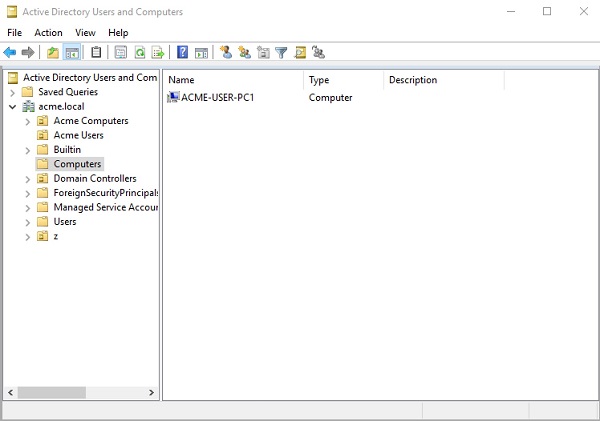 Active Directory Users and Computers
File Action View Help
Active Directory Users and Com
Saved Queries
acme.local
Acme Computers
Acme Users
Builtin
Computers
Domain Controllers
ForeignSecurityPrincipals
Managed Service Accour
Users
z
Name Type Description
ACME-USER-PC1 Computer